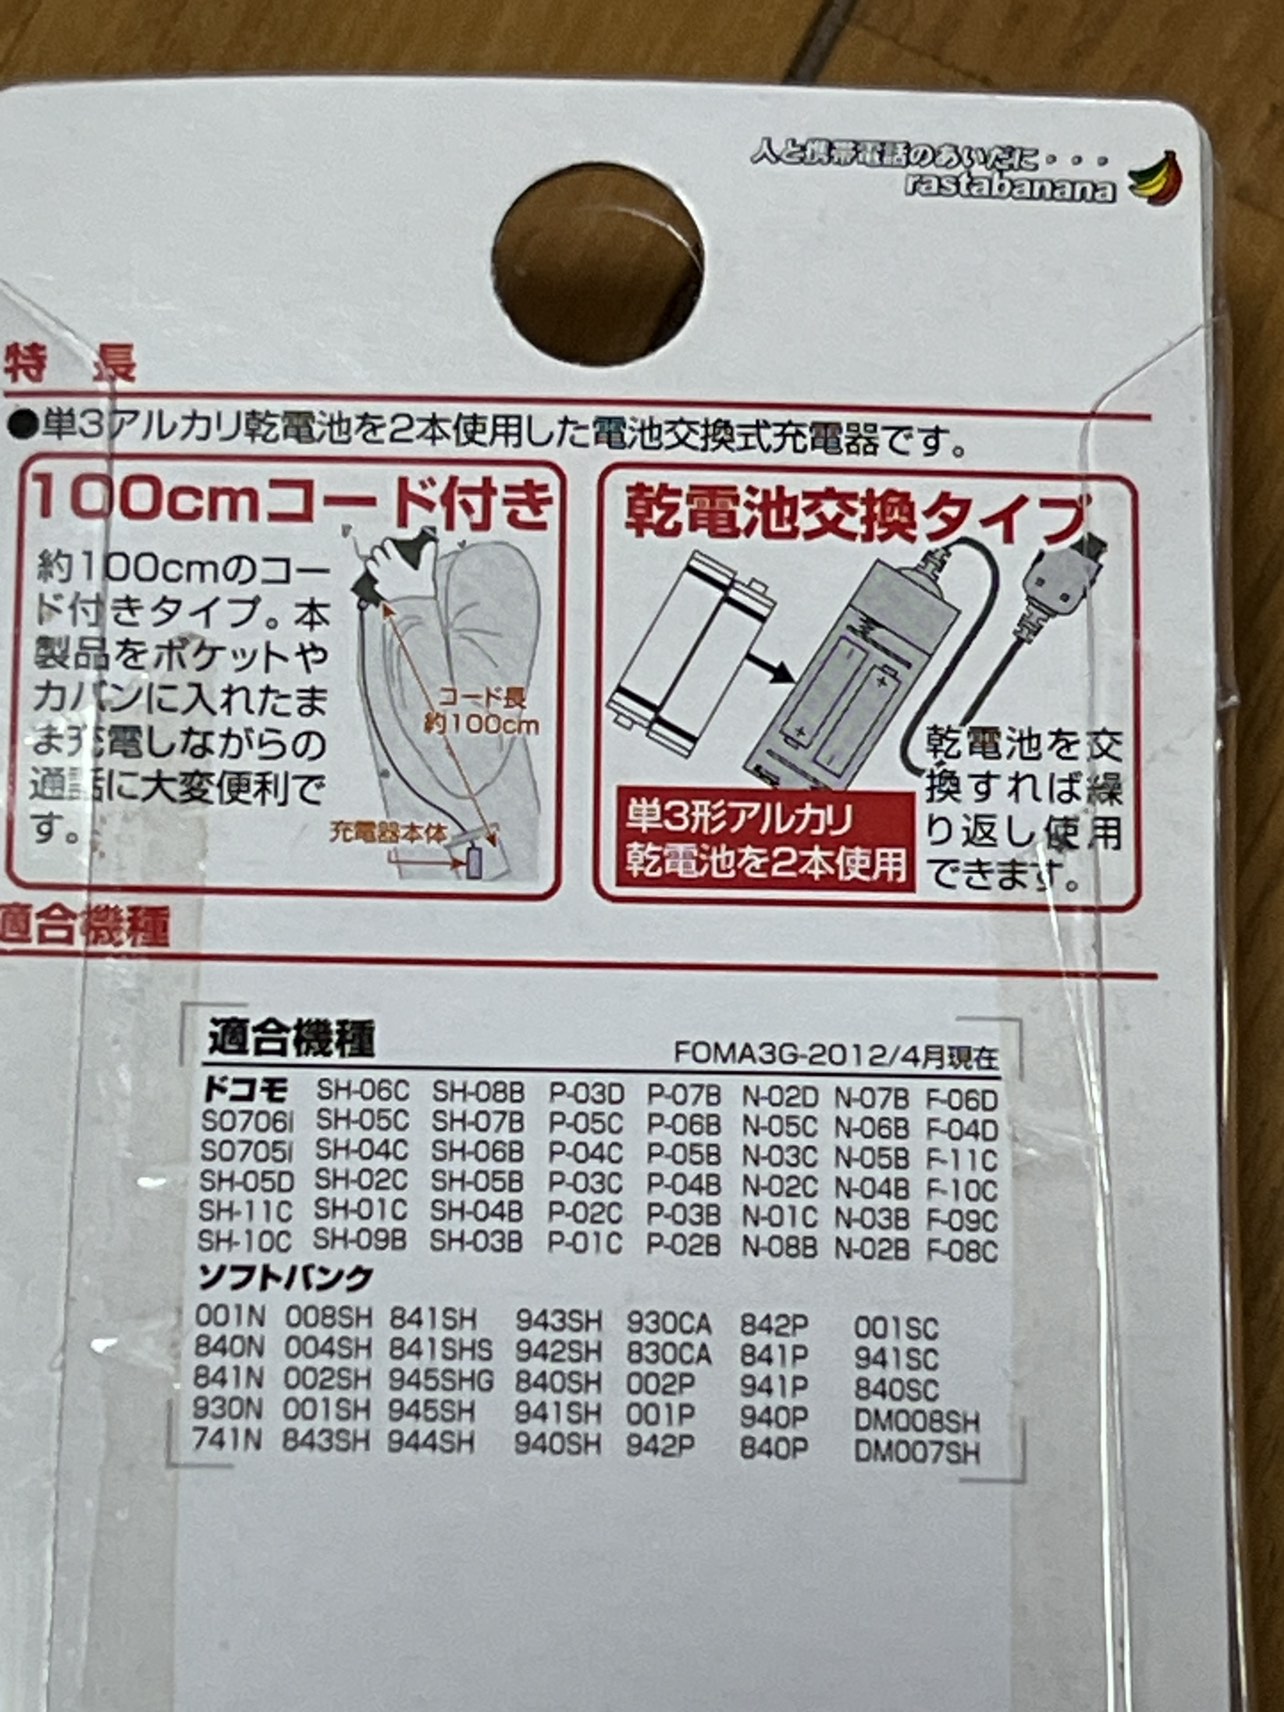 人と携帯電話のあいだに・・・
rastabanana
特 長
●単3アルカリ乾電池を2本使用した電池交換式充電器です。
100cmコード付き
約100cmのコー
ド付きタイプ。本
製品をポケットや
カバンに入れたま
ま充電しながらの
通話に大変便利で
す。
コード長
約100cm
充電器本体
乾電池交換タイプ
単3形アルカリ
乾電池を2本使用
乾電池を交
換すれば繰
り返し使用
できます。
適合機種
適合機種 FOMA3G-2012/4月現在
ドコモ SH-06C SH-08B P-03D P-07B N-02D N-07B F-06D
SO706i SH-05C SH-07B P-05C P-06B N-05C N-06B F-04D
SO705i SH-04C SH-06B P-04C P-05B N-03C N-05B F-11C
SH-05D SH-02C SH-05B P-03C P-04B N-02C N-04B F-10C
SH-11C SH-01C SH-04B P-02C P-03B N-01C N-03B F-09C
SH-10C SH-09B SH-03B P-01C P-02B N-08B N-02B F-08C
ソフトバンク
001N 008SH 841SH 943SH 930CA 842P 001SC
840N 004SH 841SHS 942SH 830CA 841P 941SC
841N 002SH 945SHG 840SH 002P 941P 840SC
930N 001SH 945SH 941SH 001P 940P DM008SH
741N 843SH 944SH 940SH 942P 840P DM007SH